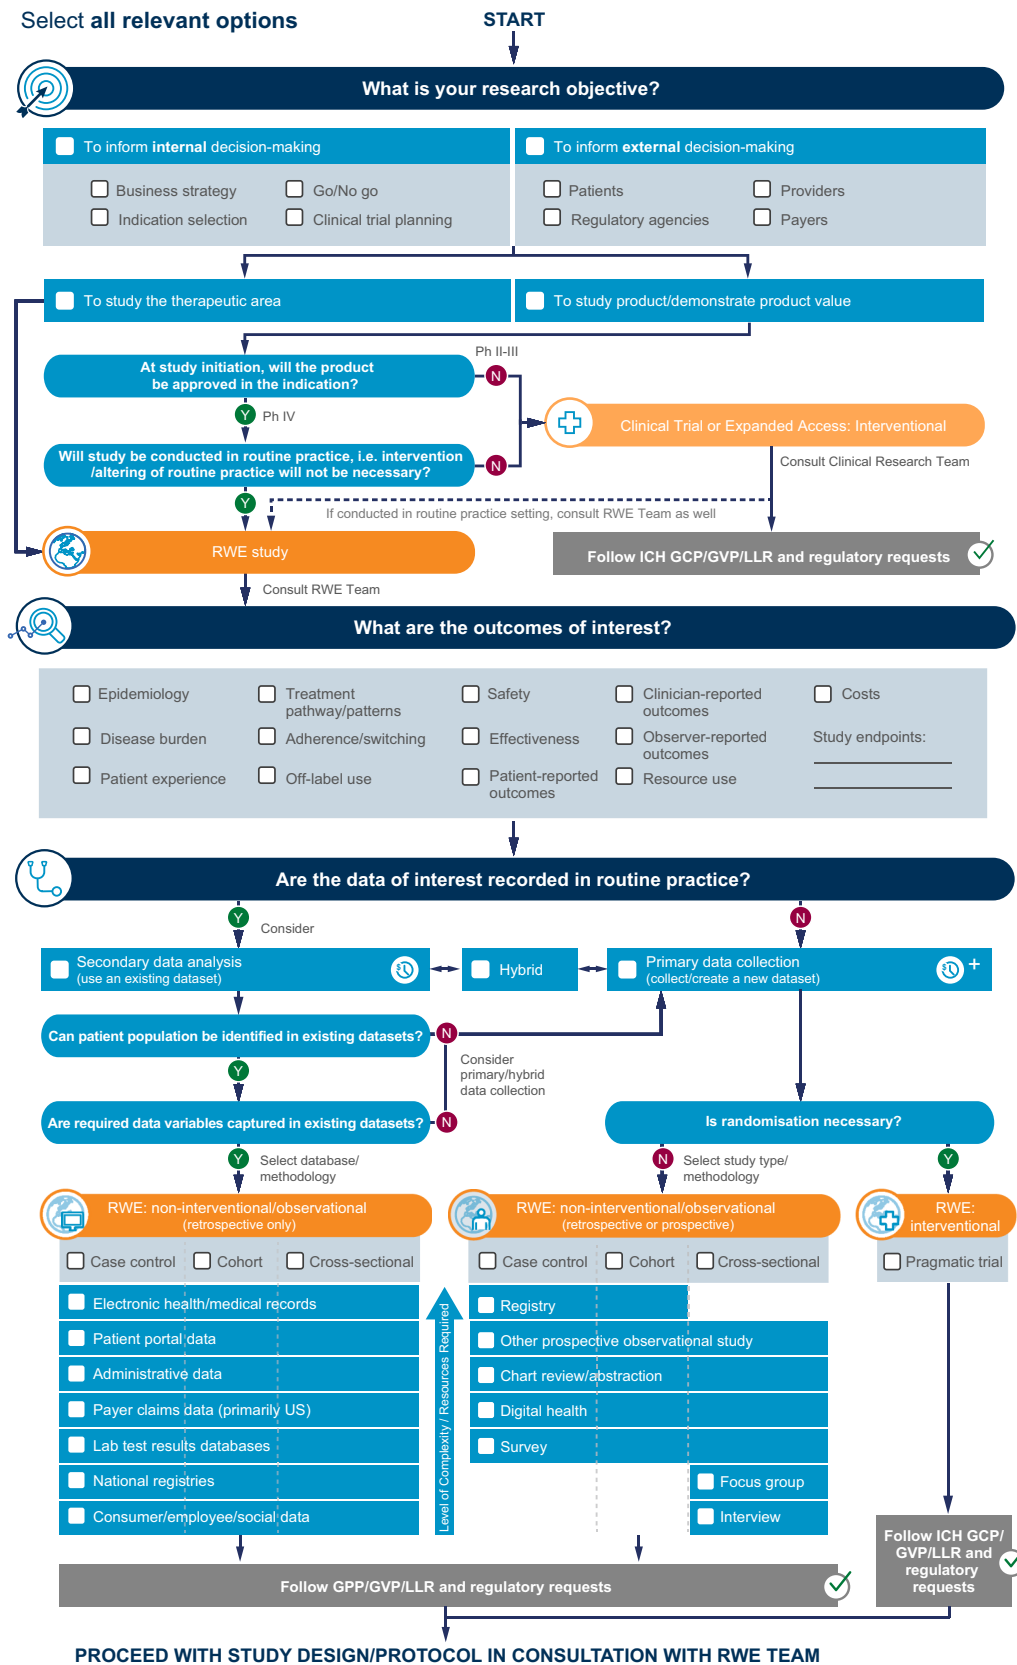 Select all relevant options
START
What is your research objective?
To inform internal decision-making
Business strategy
Go/No go
Indication selection
Clinical trial planning
To inform external decision-making
Patients
Providers
Regulatory agencies
Payers
To study the therapeutic area
To study product/demonstrate product value
At study initiation, will the product
be approved in the indication?
Ph II-III
N
Y
Ph IV
Clinical Trial or Expanded Access: Interventional
Will study be conducted in routine practice, i.e. intervention
/altering of routine practice will not be necessary?
N
Consult Clinical Research Team
Y
If conducted in routine practice setting, consult RWE Team as well
RWE study
Follow ICH GCP/GVP/LLR and regulatory requests
Consult RWE Team
What are the outcomes of interest?
Epidemiology
Disease burden
Patient experience
Treatment
pathway/patterns
Adherence/switching
Off-label use
Safety
Effectiveness
Patient-reported
outcomes
Clinician-reported
outcomes
Observer-reported
outcomes
Resource use
Costs
Study endpoints:
Are the data of interest recorded in routine practice?
Y
Consider
N
Secondary data analysis
(use an existing dataset)
$
Hybrid
Primary data collection
(collect/create a new dataset)
$
+
Can patient population be identified in existing datasets?
N
Consider
primary/hybrid
data collection
Y
Are required data variables captured in existing datasets?
N
Is randomisation necessary?
Y
Select database/
methodology
N
Select study type/
methodology
Y
RWE: non-interventional/observational
(retrospective only)
RWE: non-interventional/observational
(retrospective or prospective)
RWE:
interventional
Case control
Cohort
Cross-sectional
Case control
Cohort
Cross-sectional
Pragmatic trial
Electronic health/medical records
Patient portal data
Administrative data
Payer claims data (primarily US)
Lab test results databases
National registries
Consumer/employee/social data
Level of Complexity / Resources Required
Registry
Other prospective observational study
Chart review/abstraction
Digital health
Survey
Focus group
Interview
Follow GPP/GVP/LLR and regulatory requests
Follow ICH GCP/
GVP/LLR and
regulatory
requests
PROCEED WITH STUDY DESIGN/PROTOCOL IN CONSULTATION WITH RWE TEAM